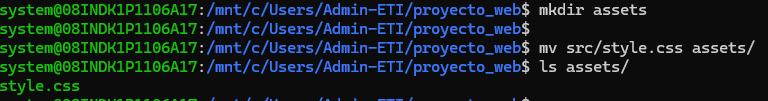 system@08INDK1P1106A17:/mnt/c/Users/Admin-ETI/proyecto_web$ mkdir assets
system@08INDK1P1106A17:/mnt/c/Users/Admin-ETI/proyecto_web$
system@08INDK1P1106A17:/mnt/c/Users/Admin-ETI/proyecto_web$ mv src/style.css assets/
system@08INDK1P1106A17:/mnt/c/Users/Admin-ETI/proyecto_web$ ls assets/
style.css